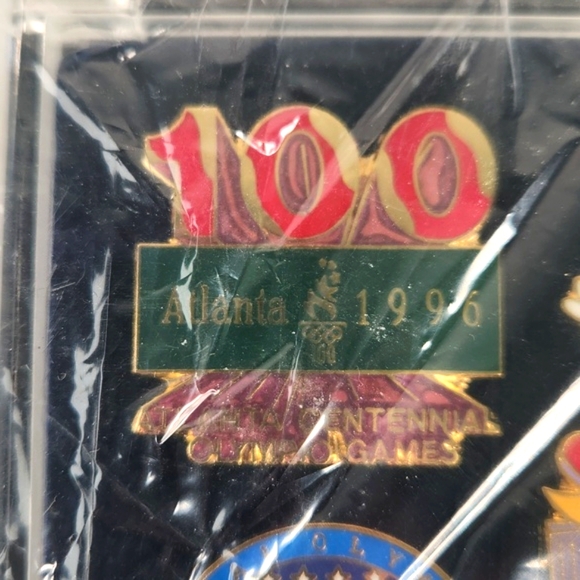 100
Atlanta 1996
CENTENNIAL
OLYMPIC GAMES